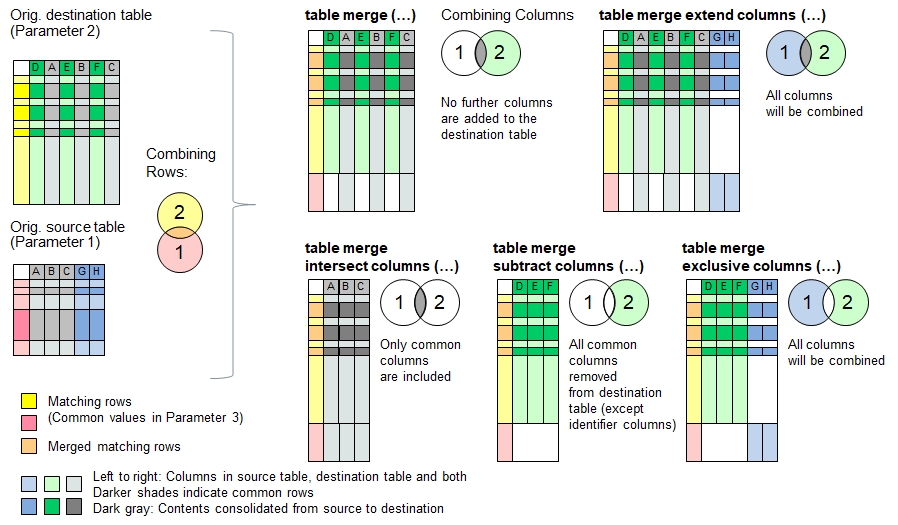 Orig. destination table
(Parameter 2)
D A E B F C
Orig. source table
(Parameter 1)
A B C G H
Combining
Rows:
2
1
table merge (…)
D A E B F C
Combining Columns
1 2
No further columns
are added to the
destination table
table merge extend columns (…)
D A E B F C G H
1 2
All columns
will be combined
table merge
intersect columns (…)
A B C
1 2
Only common
columns
are included
table merge
subtract columns (…)
D E F
1 2
All common
columns
removed
from destination
table (except
identifier columns)
table merge
exclusive columns (…)
D E F G H
1 2
All columns
will be combined
Matching rows
(Common values in Parameter 3)
Merged matching rows
Left to right: Columns in source table, destination table and both
Darker shades indicate common rows
Dark gray: Contents consolidated from source to destination